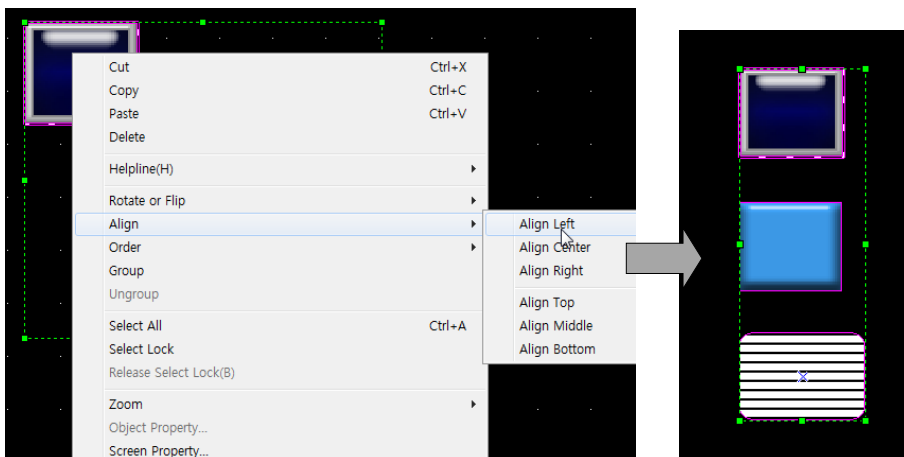 Cut Ctrl+X
Copy Ctrl+C
Paste Ctrl+V
Delete
Helpline(H)
Rotate or Flip
Align
Order
Group
Ungroup
Select All Ctrl+A
Select Lock
Release Select Lock(B)
Zoom
Object Property...
Screen Property...
Align Left
Align Center
Align Right
Align Top
Align Middle
Align Bottom